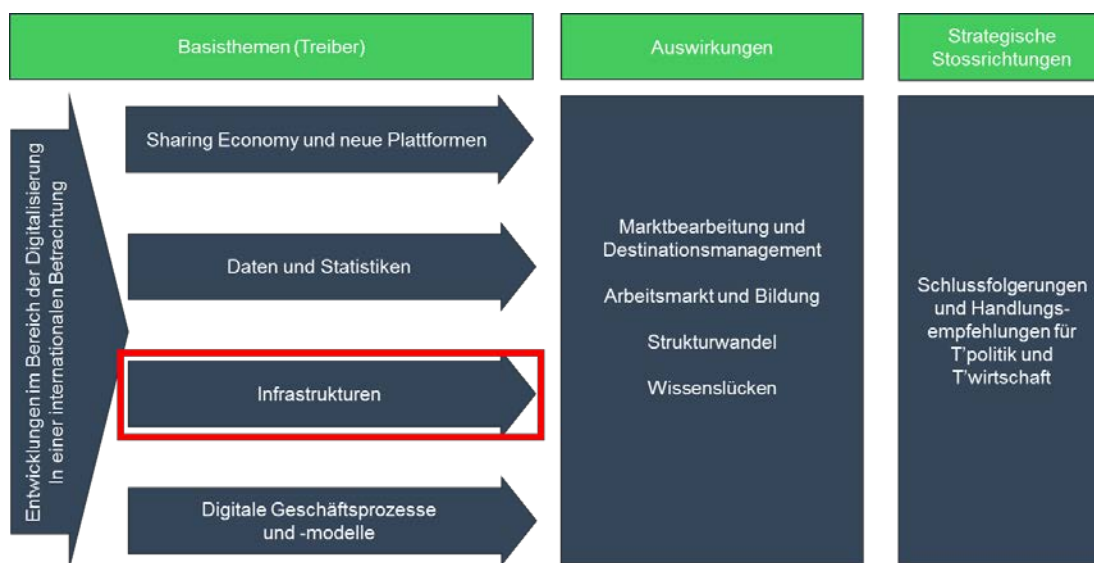 Basisthemen (Treiber)
Auswirkungen
Strategische
Stossrichtungen
Entwicklungen im Bereich der Digitalisierung
In einer internationalen Betrachtung
Sharing Economy und neue Plattformen
Daten und Statistiken
Infrastrukturen
Digitale Geschäftsprozesse
und -modelle
Marktbearbeitung und
Destinationsmanagement
Arbeitsmarkt und Bildung
Strukturwandel
Wissenslücken
Schlussfolgerungen
und Handlungs-
empfehlungen für
T'politik und
T'wirtschaft